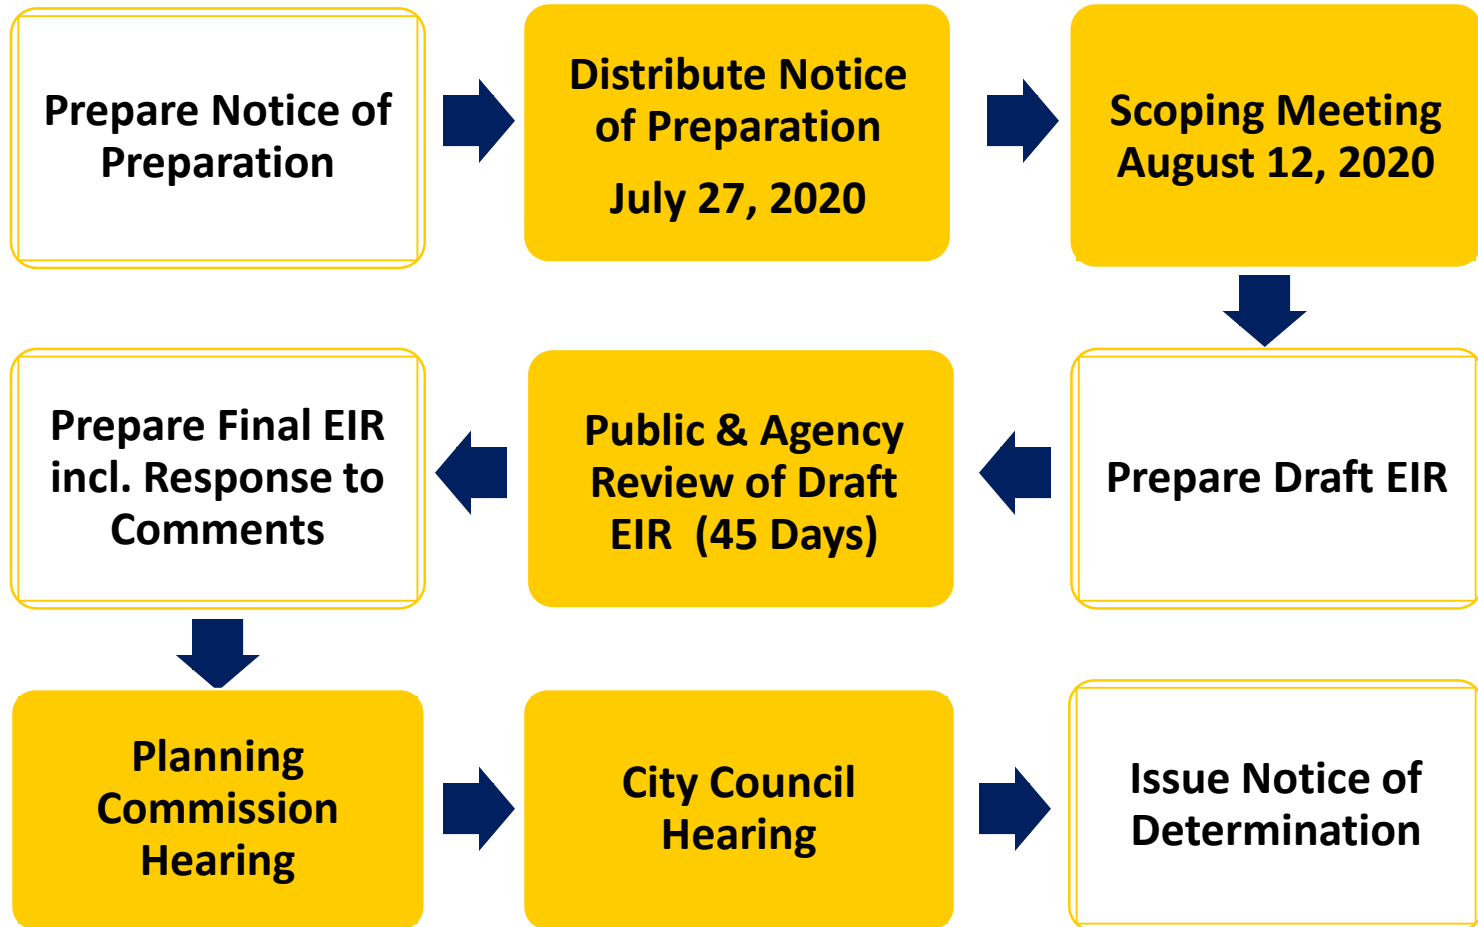 Prepare Notice of
Preparation
Distribute Notice
of Preparation
July 27, 2020
Scoping Meeting
August 12, 2020
Prepare Draft EIR
Public & Agency
Review of Draft
EIR  (45 Days)
Prepare Final EIR
incl. Response to
Comments
Planning
Commission
Hearing
City Council
Hearing
Issue Notice of
Determination